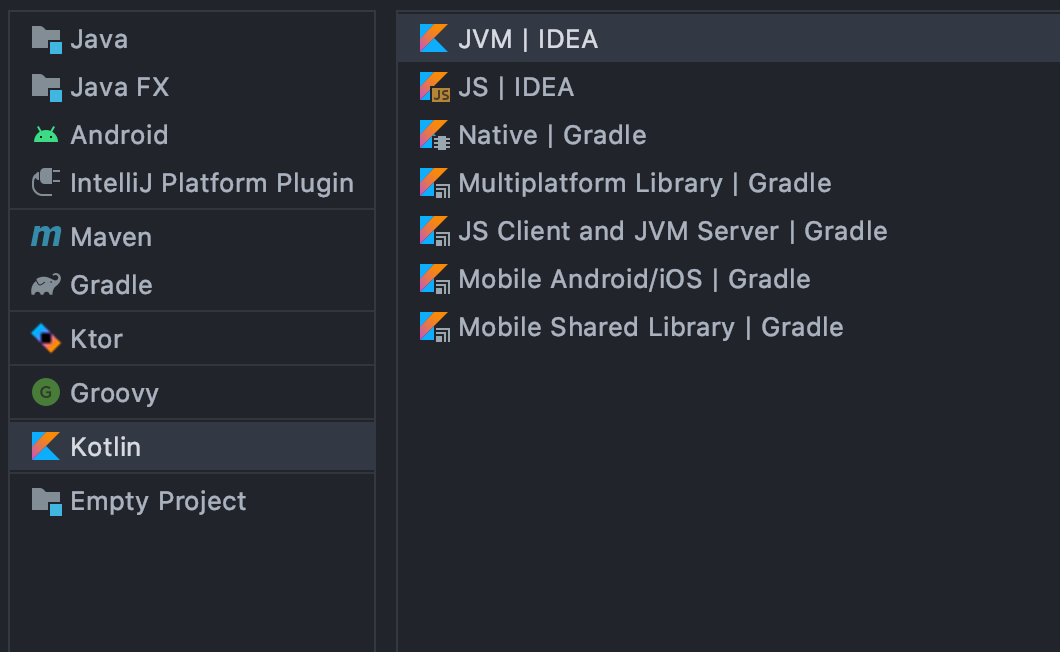 Java
Java FX
Android
IntelliJ Platform Plugin
m Maven
Gradle
Ktor
G Groovy
Kotlin
Empty Project
JVM | IDEA
JS JS | IDEA
Native | Gradle
Multiplatform Library | Gradle
JS Client and JVM Server | Gradle
Mobile Android/iOS | Gradle
Mobile Shared Library | Gradle